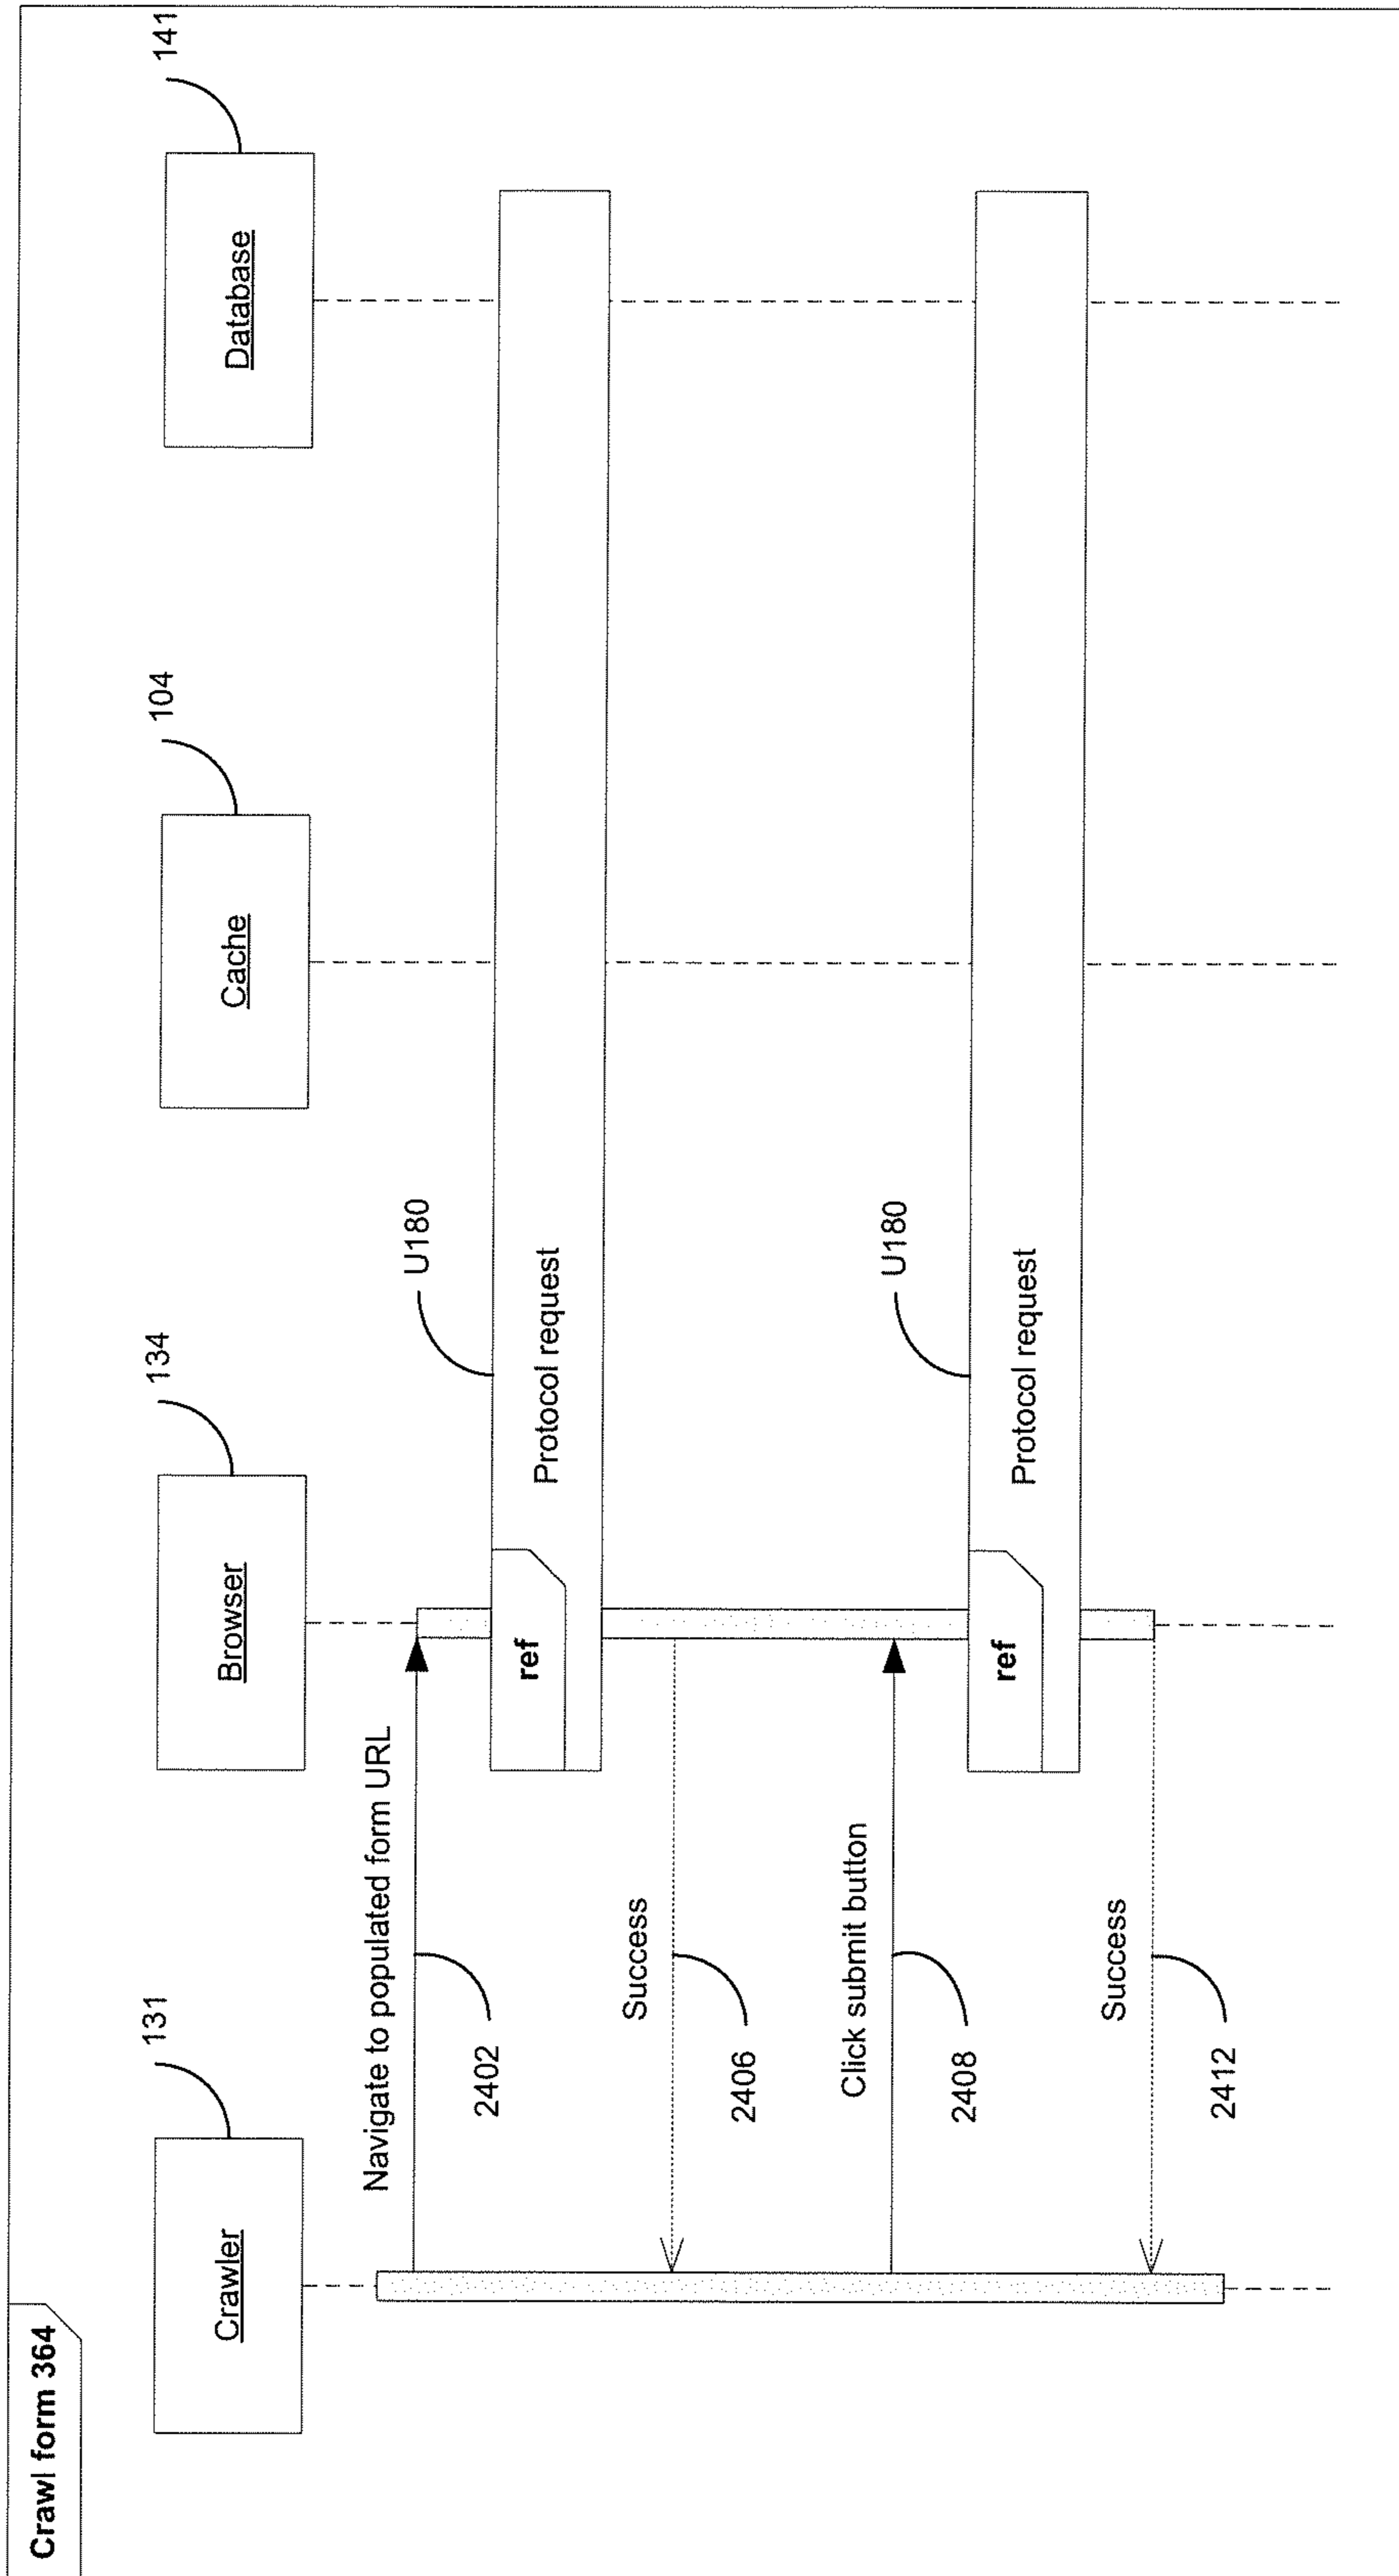 Crawl form 364
131
134
104
141
Crawler
Browser
Cache
Database
Navigate to populated form URL
2402
U180
ref
Protocol request
Success
2406
Click submit button
2408
U180
ref
Protocol request
Success
2412